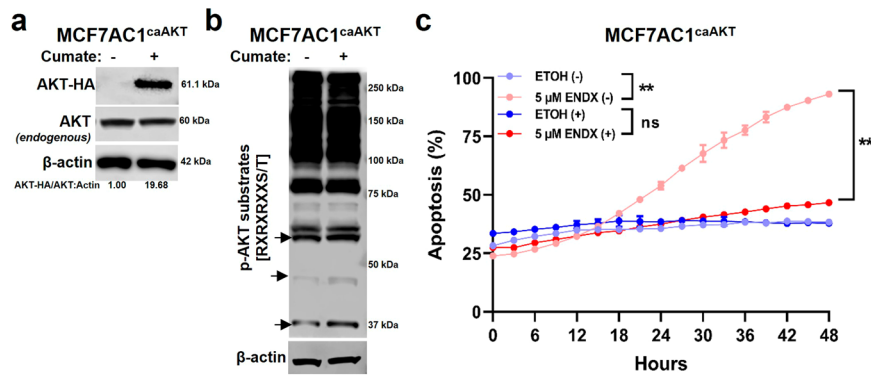 a
MCF7AC1caAKT
Cumate: - +
AKT-HA 61.1 kDa
AKT 60 kDa
(endogenous)
β-actin 42 kDa
AKT-HA/AKT:Actin 1.00 19.68
b
MCF7AC1caAKT
Cumate: - +
p-AKT substrates
[RXRXRXXS/T]
250 kDa
150 kDa
100 kDa
75 kDa
50 kDa
37 kDa
β-actin
c
MCF7AC1caAKT
Apoptosis (%)
100
75
50
25
0
ETOH (-)
5 µM ENDX (-)
**
ETOH (+)
5 µM ENDX (+)
ns
**
0 6 12 18 24 30 36 42 48
Hours